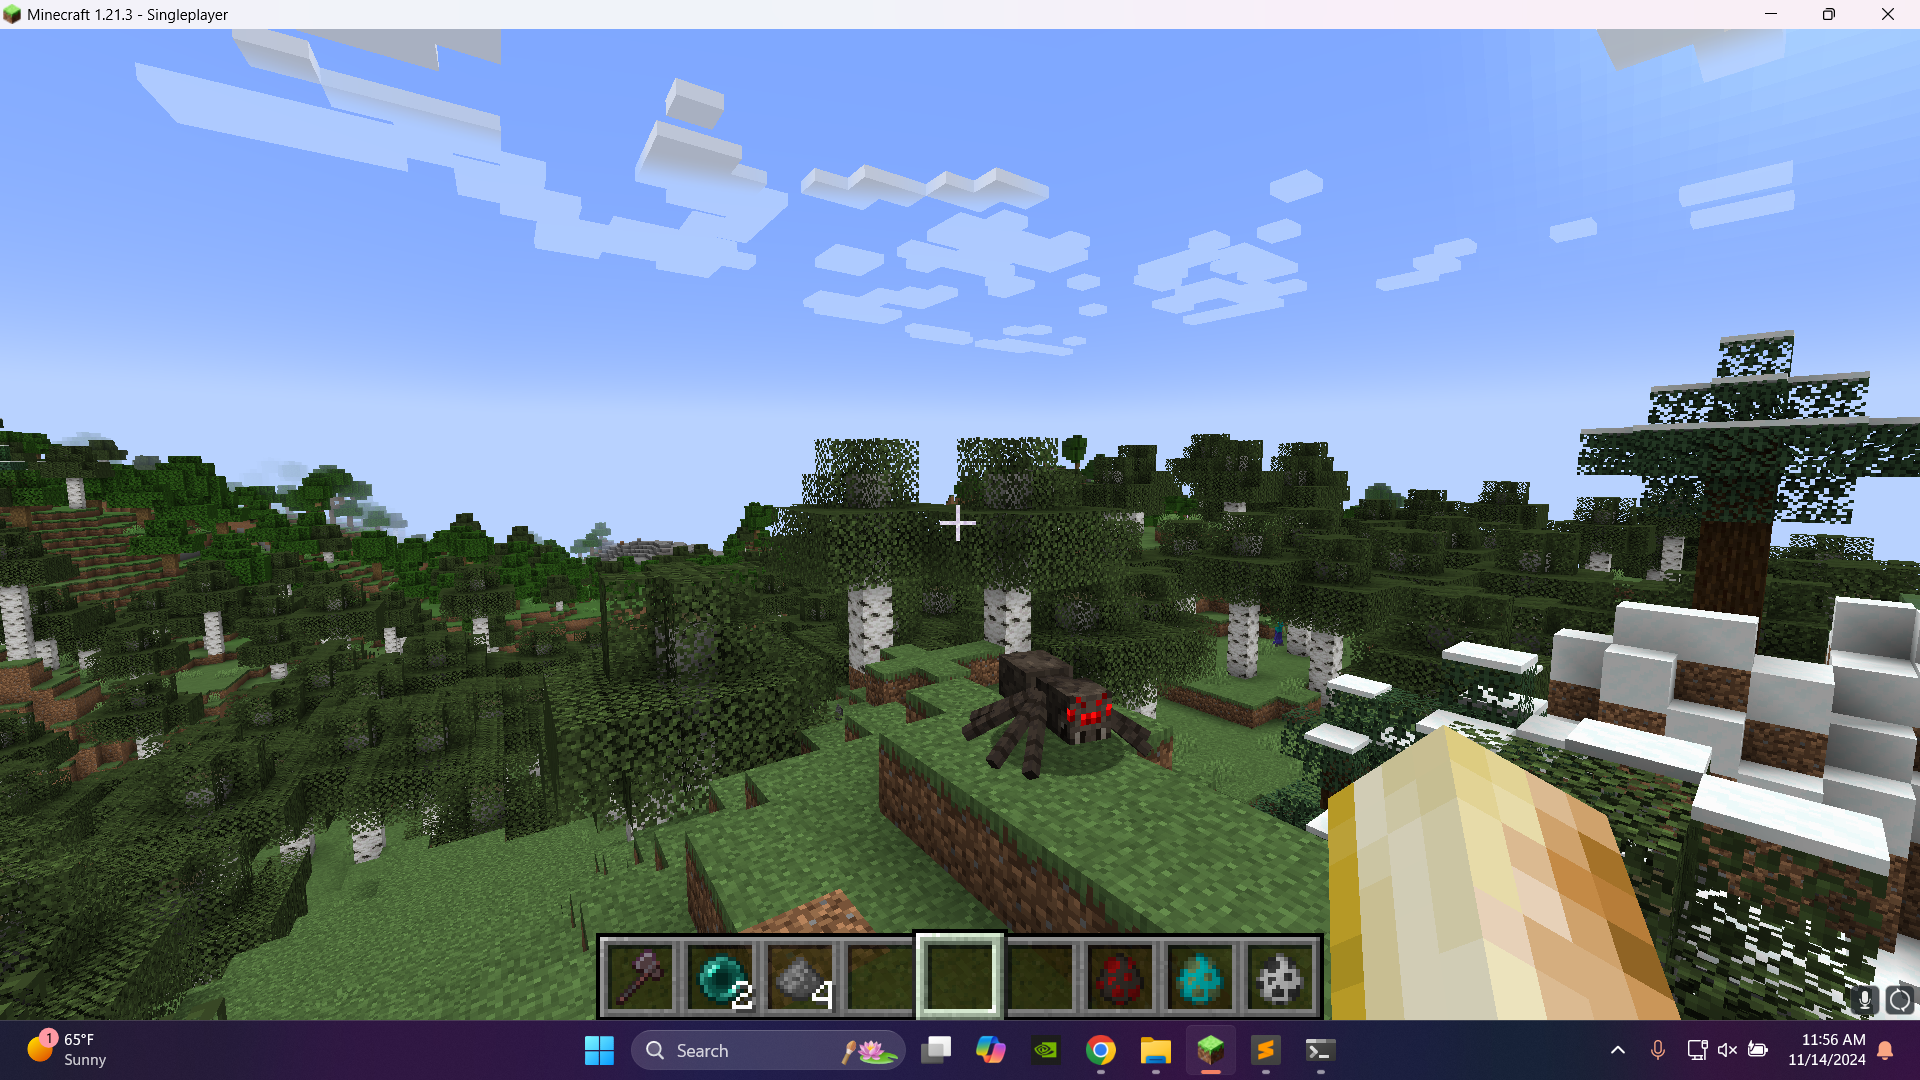 Minecraft 1.21.3 - Singleplayer
2
4
1
65°F
Sunny
Search
11:56 AM
11/14/2024